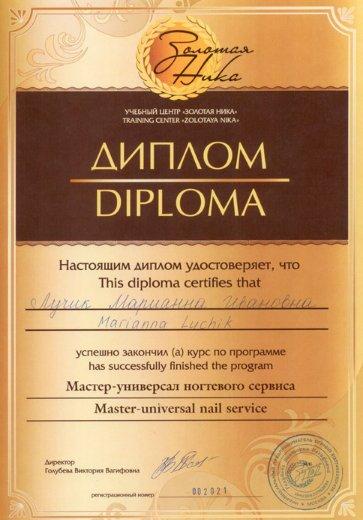 Золотая
Ника
УЧЕБНЫЙ ЦЕНТР «ЗОЛОТАЯ НИКА»
TRAINING CENTER «ZOLOTAYA NIKA»
ДИПЛОМ
DIPLOMA
Настоящим диплом удостоверяет, что
This diploma certifies that
Лучик Марианна Ивановна
Marianna Luchik
успешно закончил (а) курс по программе
has successfully finished the program
Мастер-универсал ногтевого сервиса
Master-universal nail service
Директор
Голубева Виктория Вагифовна
регистрационный номер 002021